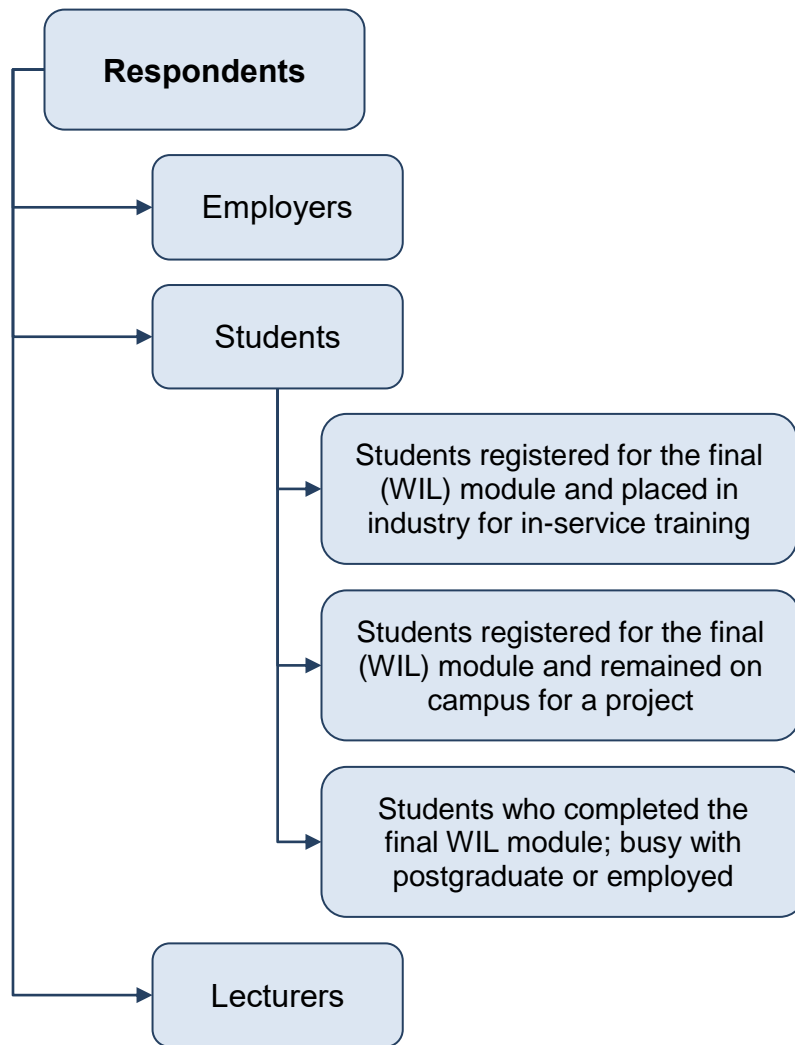 Respondents
Employers
Students
Students registered for the final
(WIL) module and placed in
industry for in-service training
Students registered for the final
(WIL) module and remained on
campus for a project
Students who completed the
final WIL module; busy with
postgraduate or employed
Lecturers